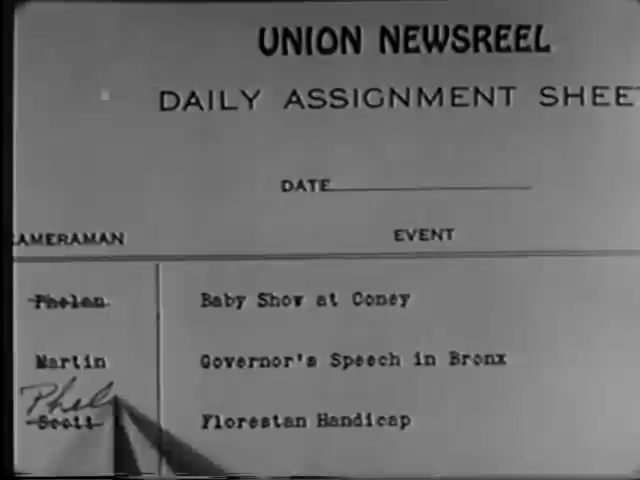 UNION NEWSREEL
DAILY ASSIGNMENT SHEET
DATE
CAMERAMAN EVENT
Phelan Baby Show at Coney
Martin Governor's Speech in Bronx
Phel
Scott Florestan Handicap